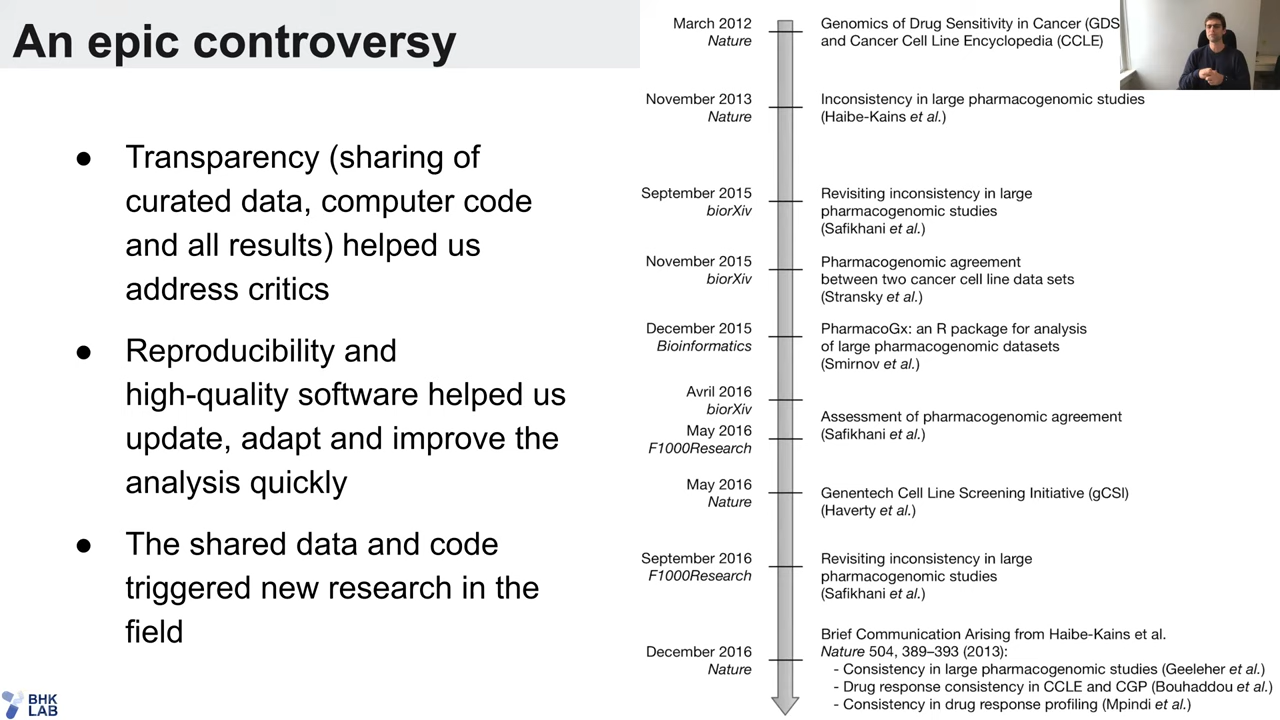 An epic controversy
● Transparency (sharing of
curated data, computer code
and all results) helped us
address critics
● Reproducibility and
high-quality software helped us
update, adapt and improve the
analysis quickly
● The shared data and code
triggered new research in the
field
BHK
LAB
March 2012
Nature
Genomics of Drug Sensitivity in Cancer (GDS
and Cancer Cell Line Encyclopedia (CCLE)
November 2013
Nature
Inconsistency in large pharmacogenomic studies
(Haibe-Kains et al.)
September 2015
biorXiv
Revisiting inconsistency in large
pharmacogenomic studies
(Safikhani et al.)
November 2015
biorXiv
Pharmacogenomic agreement
between two cancer cell line data sets
(Stransky et al.)
December 2015
Bioinformatics
PharmacoGx: an R package for analysis
of large pharmacogenomic datasets
(Smirnov et al.)
Avril 2016
biorXiv
May 2016
F1000Research
Assessment of pharmacogenomic agreement
(Safikhani et al.)
May 2016
Nature
Genentech Cell Line Screening Initiative (gCSI)
(Haverty et al.)
September 2016
F1000Research
Revisiting inconsistency in large
pharmacogenomic studies
(Safikhani et al.)
December 2016
Nature
Brief Communication Arising from Haibe-Kains et al.
Nature 504, 389–393 (2013):
- Consistency in large pharmacogenomic studies (Geeleher et al.)
- Drug response consistency in CCLE and CGP (Bouhaddou et al.)
- Consistency in drug response profiling (Mpindi et al.)